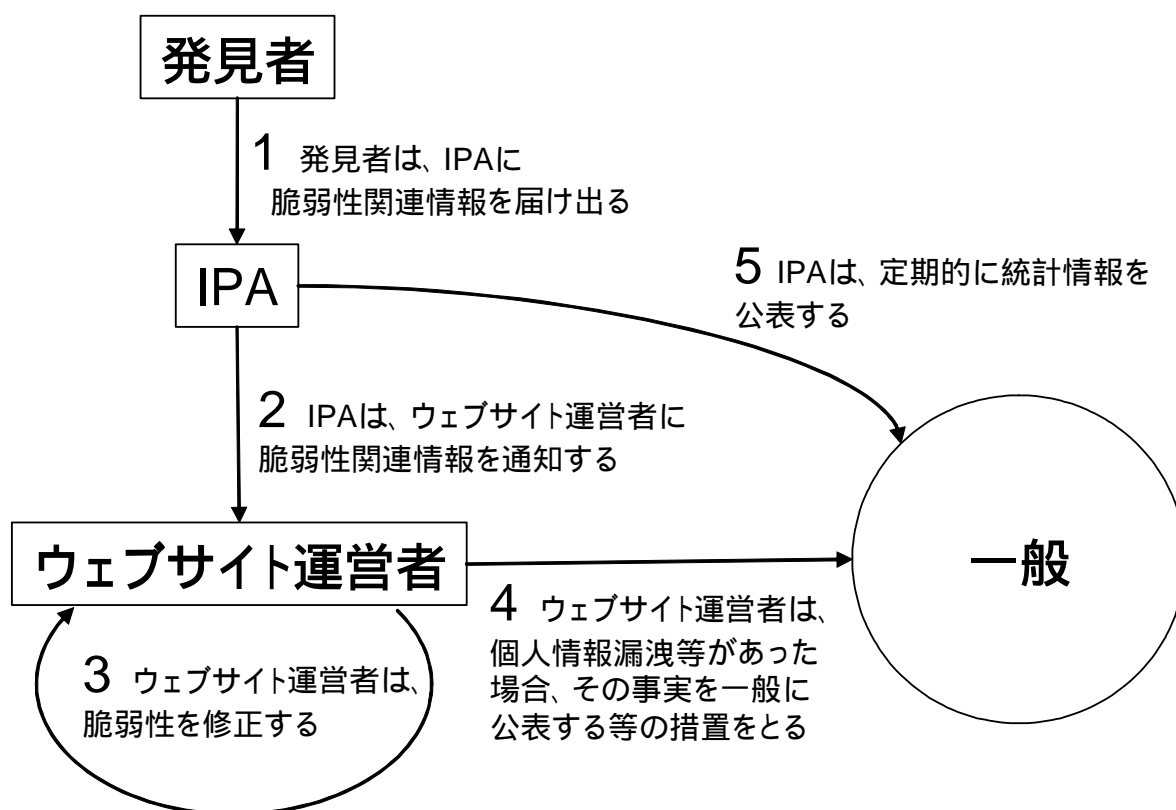 発見者
1 発見者は、IPAに
脆弱性関連情報を届け出る
IPA
5 IPAは、定期的に統計情報を
公表する
2 IPAは、ウェブサイト運営者に
脆弱性関連情報を通知する
ウェブサイト運営者
一般
3 ウェブサイト運営者は、
脆弱性を修正する
4 ウェブサイト運営者は、
個人情報漏洩等があった
場合、その事実を一般に
公表する等の措置をとる